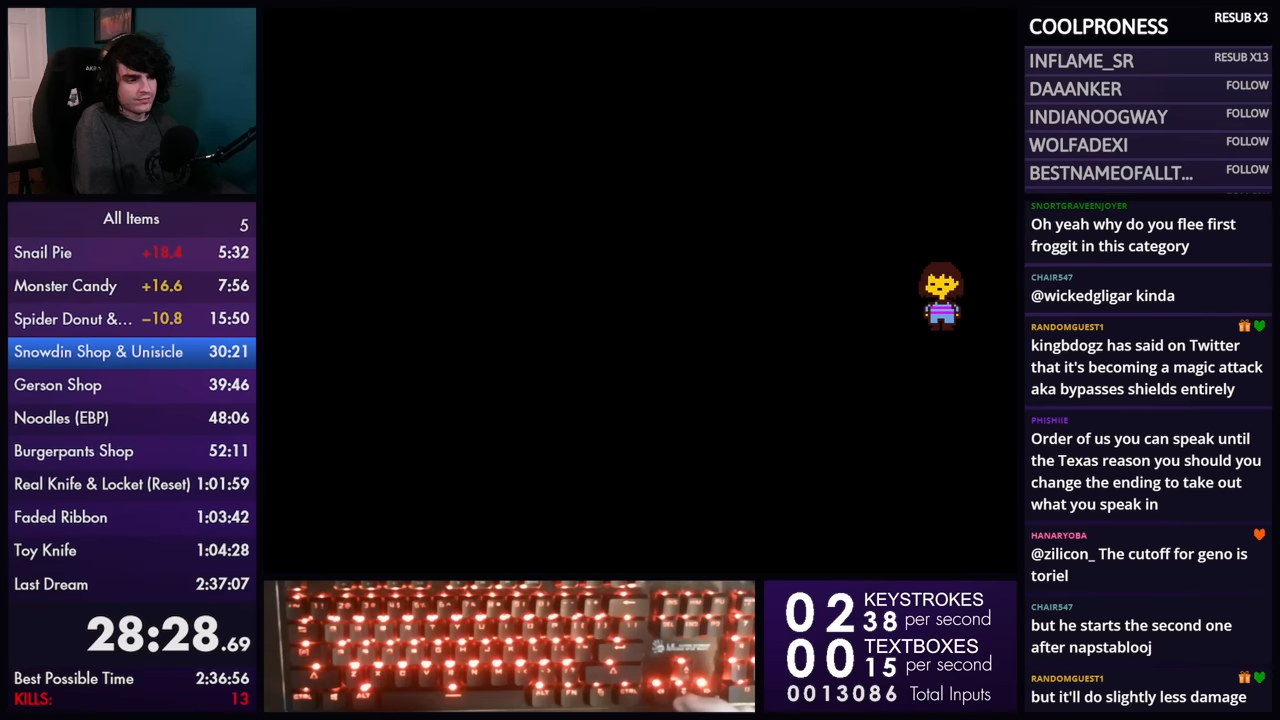 All Items 5
Snail Pie +18.4 5:32
Monster Candy +16.6 7:56
Spider Donut &... −10.8 15:50
Snowdin Shop & Unisicle 30:21
Gerson Shop 39:46
Noodles (EBP) 48:06
Burgerpants Shop 52:11
Real Knife & Locket (Reset) 1:01:59
Faded Ribbon 1:03:42
Toy Knife 1:04:28
Last Dream 2:37:07
28:28.69
Best Possible Time 2:36:56
KILLS: 13
02 38 KEYSTROKES per second
00 15 TEXTBOXES per second
0013086 Total Inputs
COOLPRONESS RESUB X3
INFLAME_SR RESUB X13
DAAANKER FOLLOW
INDIANOOGWAY FOLLOW
WOLFADEXI FOLLOW
BESTNAMEOFALLT... FOLLOW
SNORTGRAVEENJOYER
Oh yeah why do you flee first
froggit in this category
CHAIR547
@wickedgligar kinda
RANDOMGUEST1
kingbdogz has said on Twitter
that it's becoming a magic attack
aka bypasses shields entirely
PHISHIIE
Order of us you can speak until
the Texas reason you should you
change the ending to take out
what you speak in
HANARYOBA
@zilicon_ The cutoff for geno is
toriel
CHAIR547
but he starts the second one
after napstablooj
RANDOMGUEST1
but it'll do slightly less damage